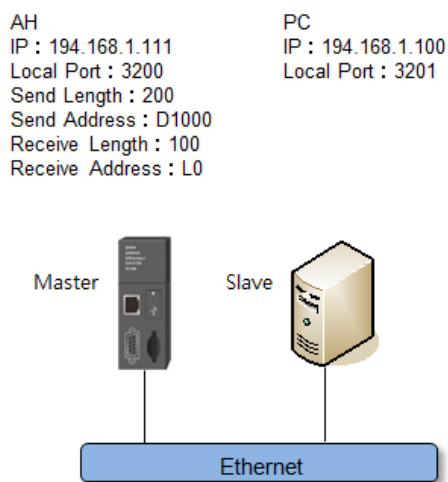 AH
IP：194.168.1.111
Local Port：3200
Send Length：200
Send Address：D1000
Receive Length：100
Receive Address：L0
PC
IP：194.168.1.100
Local Port：3201
Master
Slave
Ethernet